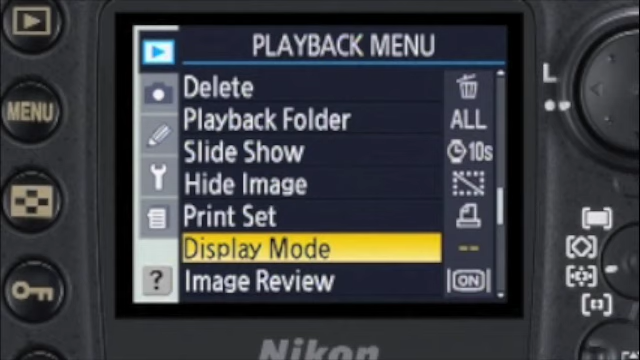 PLAYBACK MENU
Delete
Playback Folder ALL
Slide Show 10s
Hide Image
Print Set
Display Mode --
? Image Review ON
MENU
L
Nikon